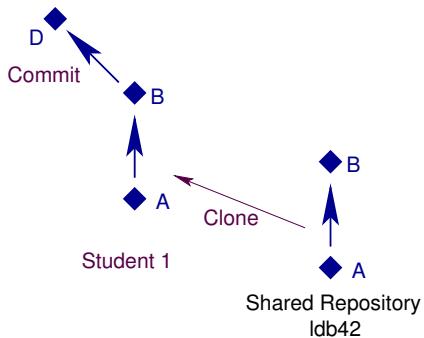 D
Commit
B
B
A
Clone
Student 1
A
Shared Repository
ldb42